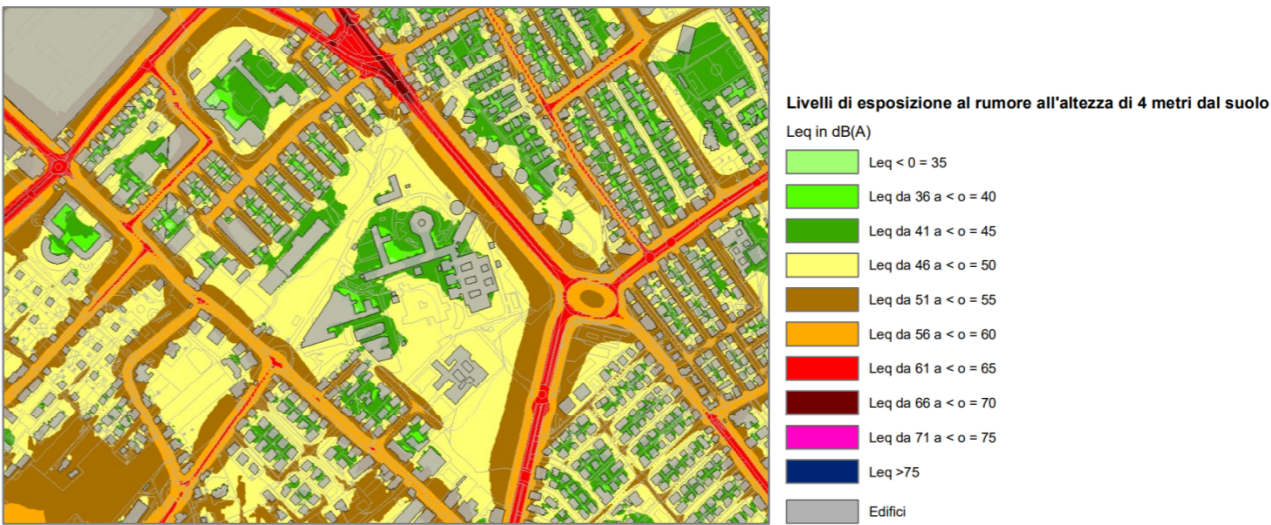 Livelli di esposizione al rumore all'altezza di 4 metri dal suolo
Leq in dB(A)
Leq < 0 = 35
Leq da 36 a < o = 40
Leq da 41 a < o = 45
Leq da 46 a < o = 50
Leq da 51 a < o = 55
Leq da 56 a < o = 60
Leq da 61 a < o = 65
Leq da 66 a < o = 70
Leq da 71 a < o = 75
Leq >75
Edifici